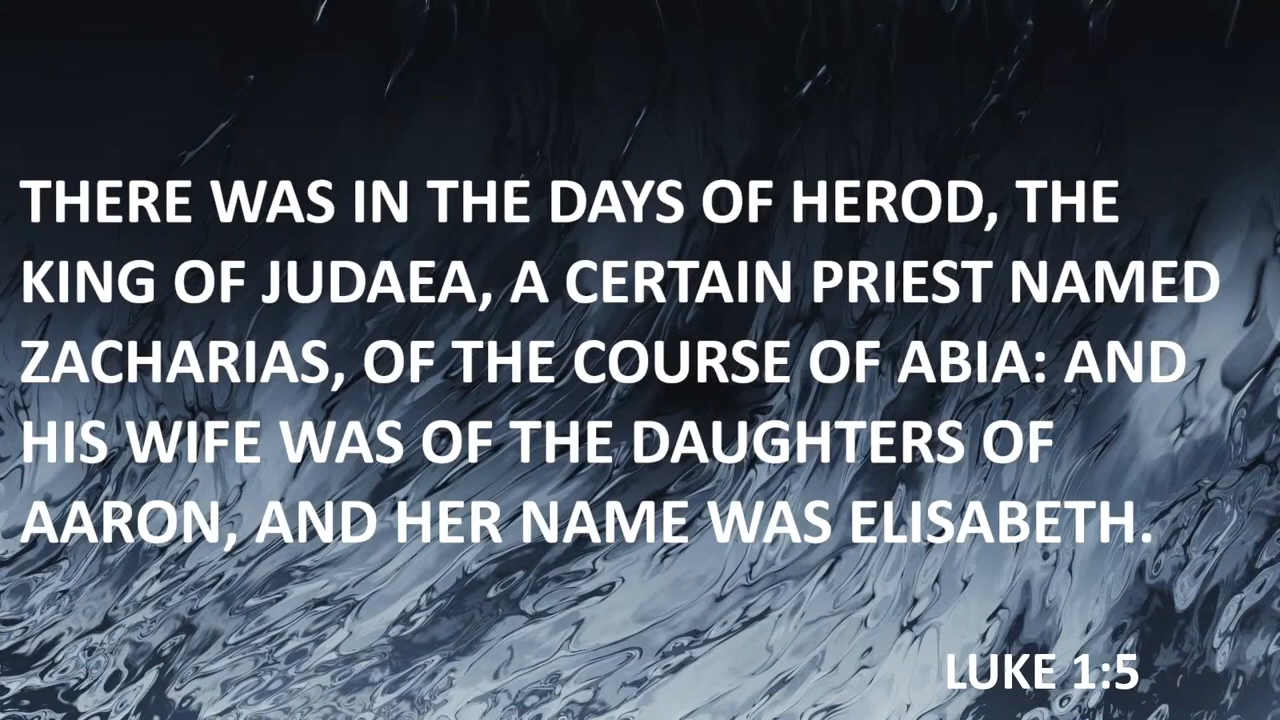 THERE WAS IN THE DAYS OF HEROD, THE
KING OF JUDAEA, A CERTAIN PRIEST NAMED
ZACHARIAS, OF THE COURSE OF ABIA: AND
HIS WIFE WAS OF THE DAUGHTERS OF
AARON, AND HER NAME WAS ELISABETH.
LUKE 1:5